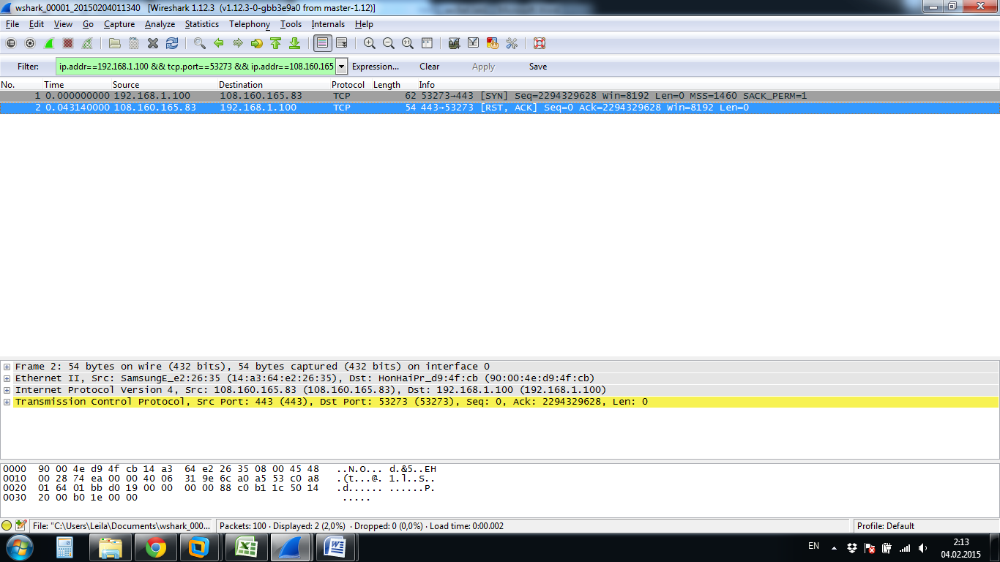 wshark_00001_20150204011340 [Wireshark 1.12.3 (v1.12.3-0-gbb3e9a0 from master-1.12)]
File Edit View Go Capture Analyze Statistics Telephony Tools Internals Help
Filter: ip.addr==192.168.1.100 && tcp.port==53273 && ip.addr==108.160.165 Expression... Clear Apply Save
No. Time Source Destination Protocol Length Info
1 0.000000000 192.168.1.100 108.160.165.83 TCP 62 53273→443 [SYN] Seq=2294329628 Win=8192 Len=0 MSS=1460 SACK_PERM=1
2 0.043140000 108.160.165.83 192.168.1.100 TCP 54 443→53273 [RST, ACK] Seq=0 Ack=2294329628 Win=8192 Len=0
Frame 2: 54 bytes on wire (432 bits), 54 bytes captured (432 bits) on interface 0
Ethernet II, Src: SamsungE_e2:26:35 (14:a3:64:e2:26:35), Dst: HonHaiPr_d9:4f:cb (90:00:4e:d9:4f:cb)
Internet Protocol Version 4, Src: 108.160.165.83 (108.160.165.83), Dst: 192.168.1.100 (192.168.1.100)
Transmission Control Protocol, Src Port: 443 (443), Dst Port: 53273 (53273), Seq: 0, Ack: 2294329628, Len: 0
0000 90 00 4e d9 4f cb 14 a3 64 e2 26 35 08 00 45 48 ..N.O... d.&5..EH
0010 00 28 74 ea 00 00 40 06 31 9e 6c a0 a5 53 c0 a8 .(t...@. 1.l..S..
0020 01 64 01 bb d0 19 00 00 00 00 88 c0 b1 1c 50 14 .d...... ......P.
0030 20 00 b0 1e 00 00 .....
File: "C:\Users\Leila\Documents\wshark_000... Packets: 100 · Displayed: 2 (2,0%) · Dropped: 0 (0,0%) · Load time: 0:00.002 Profile: Default
EN 2:13
04.02.2015